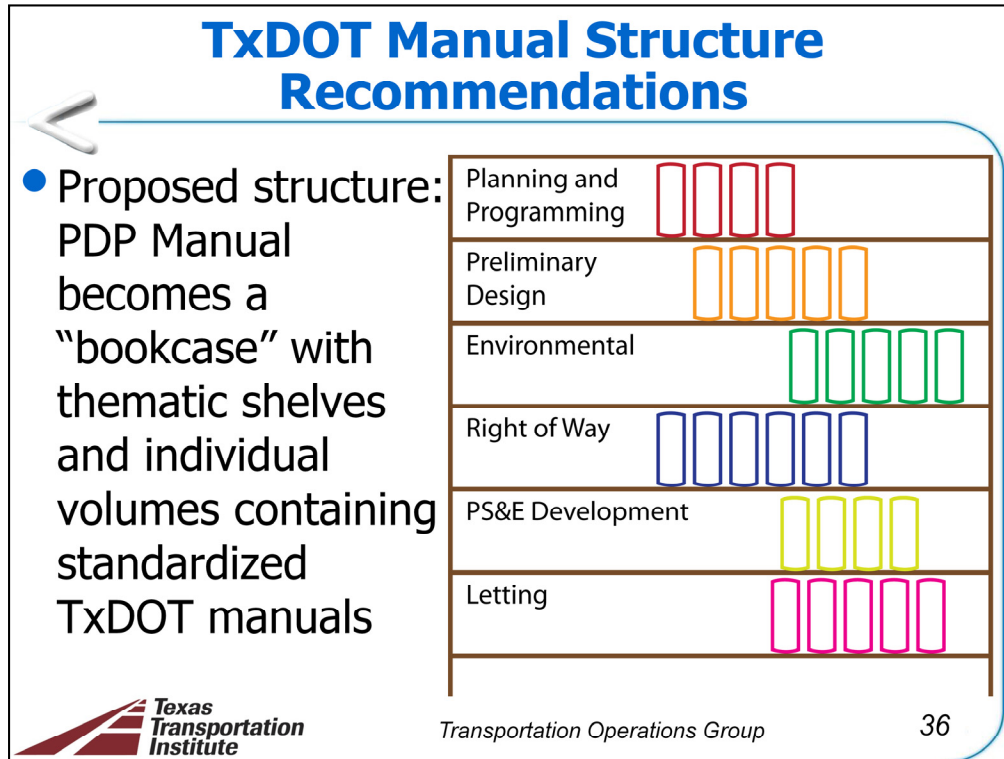 TxDOT Manual Structure
Recommendations
Proposed structure:
PDP Manual
becomes a
“bookcase” with
thematic shelves
and individual
volumes containing
standardized
TxDOT manuals
Planning and
Programming
Preliminary
Design
Environmental
Right of Way
PS&E Development
Letting
Texas
Transportation
Institute
Transportation Operations Group
36